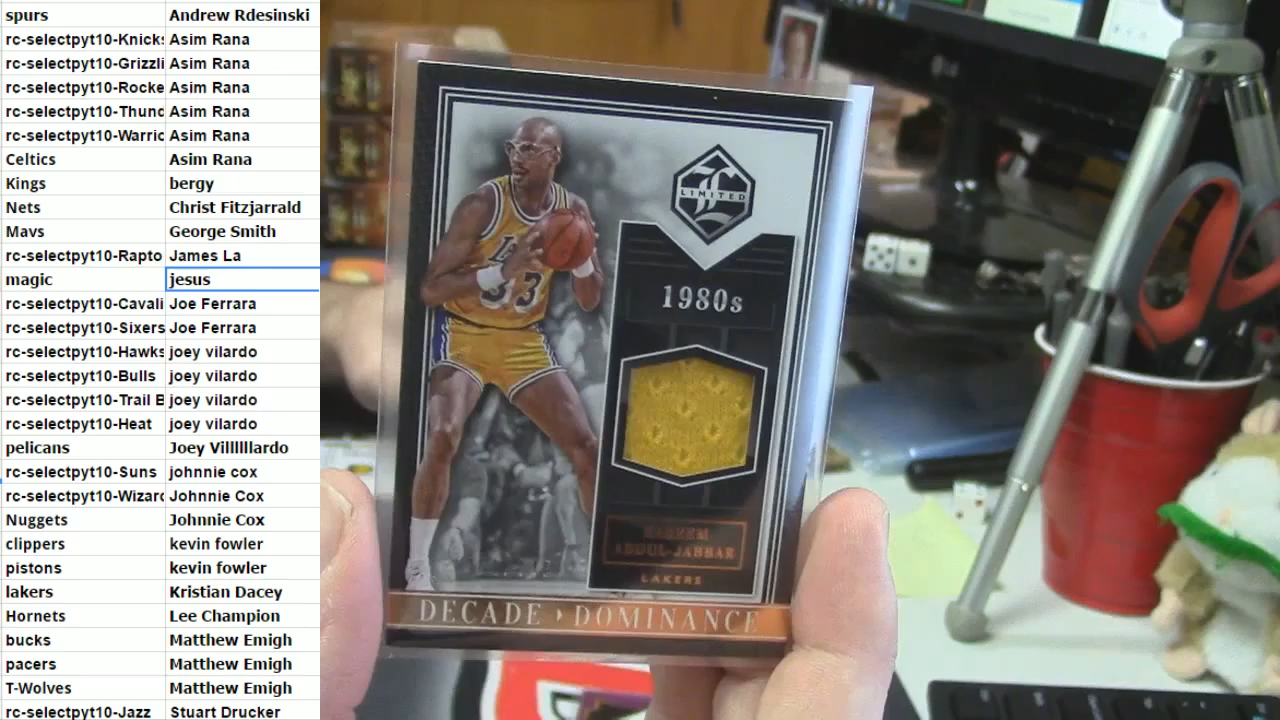 spurs Andrew Rdesinski
rc-selectpyt10-Knicks Asim Rana
rc-selectpyt10-Grizzli Asim Rana
rc-selectpyt10-Rocke Asim Rana
rc-selectpyt10-Thund Asim Rana
rc-selectpyt10-Warric Asim Rana
Celtics Asim Rana
Kings bergy
Nets Christ Fitzjarrald
Mavs George Smith
rc-selectpyt10-Rapto James La
magic jesus
rc-selectpyt10-Cavali Joe Ferrara
rc-selectpyt10-Sixers Joe Ferrara
rc-selectpyt10-Hawks joey vilardo
rc-selectpyt10-Bulls joey vilardo
rc-selectpyt10-Trail B joey vilardo
rc-selectpyt10-Heat joey vilardo
pelicans Joey Villlllllardo
rc-selectpyt10-Suns johnnie cox
rc-selectpyt10-Wizard Johnnie Cox
Nuggets Johnnie Cox
clippers kevin fowler
pistons kevin fowler
lakers Kristian Dacey
Hornets Lee Champion
bucks Matthew Emigh
pacers Matthew Emigh
T-Wolves Matthew Emigh
rc-selectpyt10-Jazz Stuart Drucker
LIMITED
1980s
33
KAREEM
ABDUL-JABBAR
LAKERS
DECADE DOMINANCE